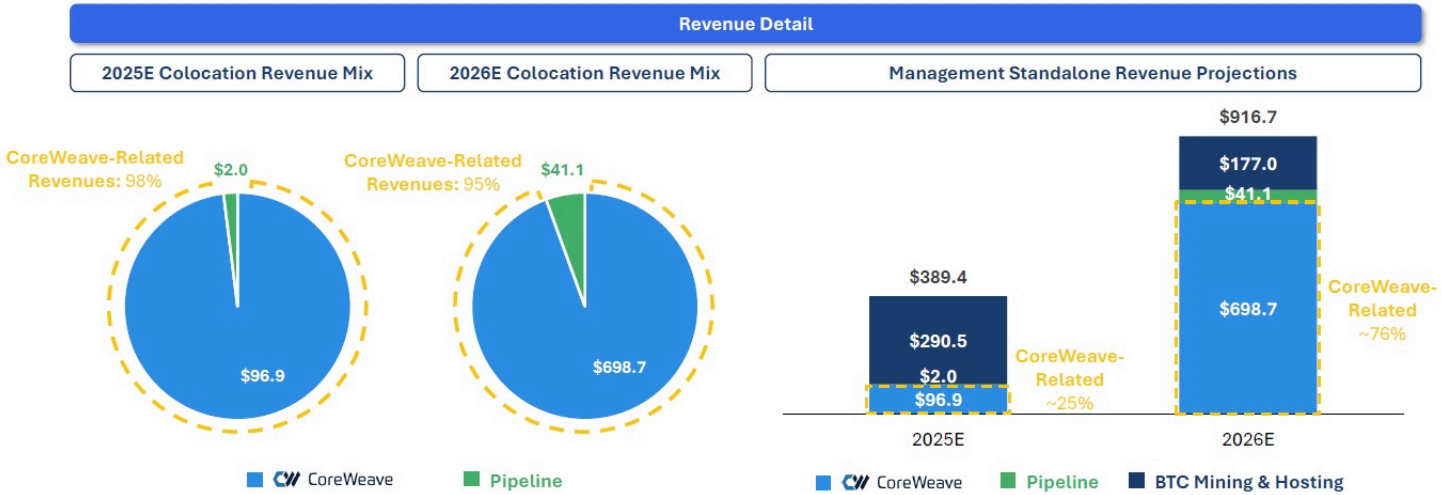 Revenue Detail
2025E Colocation Revenue Mix
2026E Colocation Revenue Mix
Management Standalone Revenue Projections
CoreWeave-Related
Revenues: 98%
$2.0
$96.9
CoreWeave-Related
Revenues: 95%
$41.1
$698.7
CoreWeave
Pipeline
$389.4
$290.5
$2.0
$96.9
CoreWeave-
Related
~25%
2025E
$916.7
$177.0
$41.1
$698.7
CoreWeave-
Related
~76%
2026E
CoreWeave
Pipeline
BTC Mining & Hosting